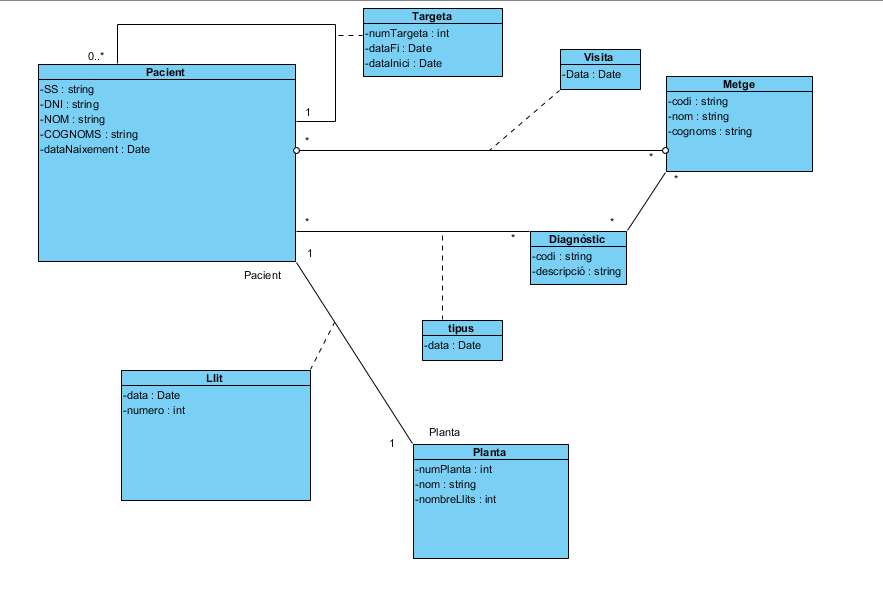 Targeta
-numTargeta : int
-dataFi : Date
-dataInici : Date
0..*
Pacient
-SS : string
-DNI : string
-NOM : string
-COGNOMS : string
-dataNaixement : Date
1
*
Visita
-Data : Date
Metge
-codi : string
-nom : string
-cognoms : string
*
*
*
*
*
Diagnòstic
-codi : string
-descripció : string
1
Pacient
tipus
-data : Date
Llit
-data : Date
-numero : int
Planta
1
Planta
-numPlanta : int
-nom : string
-nombreLlits : int